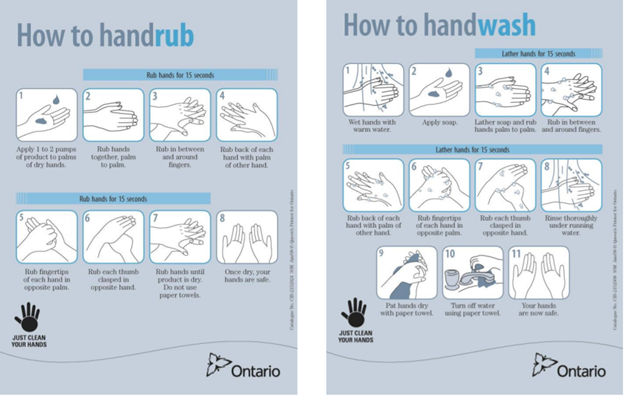 How to handrub
Rub hands for 15 seconds
1
Apply 1 to 2 pumps
of product to palms
of dry hands.
2
Rub hands
together, palm
to palm.
3
Rub in between
and around
fingers.
4
Rub back of each
hand with palm
of other hand.
Rub hands for 15 seconds
5
Rub fingertips
of each hand in
opposite palm.
6
Rub each thumb
clasped in
opposite hand.
7
Rub hands until
product is dry.
Do not use
paper towels.
8
Once dry, your
hands are safe.
JUST CLEAN
YOUR HANDS
Ontario
How to handwash
Lather hands for 15 seconds
1
Wet hands with
warm water.
2
Apply soap.
3
Lather soap and rub
hands palm to palm.
4
Rub in between
and around fingers.
Lather hands for 15 seconds
5
Rub back of each
hand with palm of
other hand.
6
Rub fingertips
of each hand in
opposite palm.
7
Rub each thumb
clasped in
opposite hand.
8
Rinse thoroughly
under running
water.
9
Pat hands dry
with paper towel.
10
Turn off water
using paper towel.
11
Your hands
are now safe.
JUST CLEAN
YOUR HANDS
Ontario